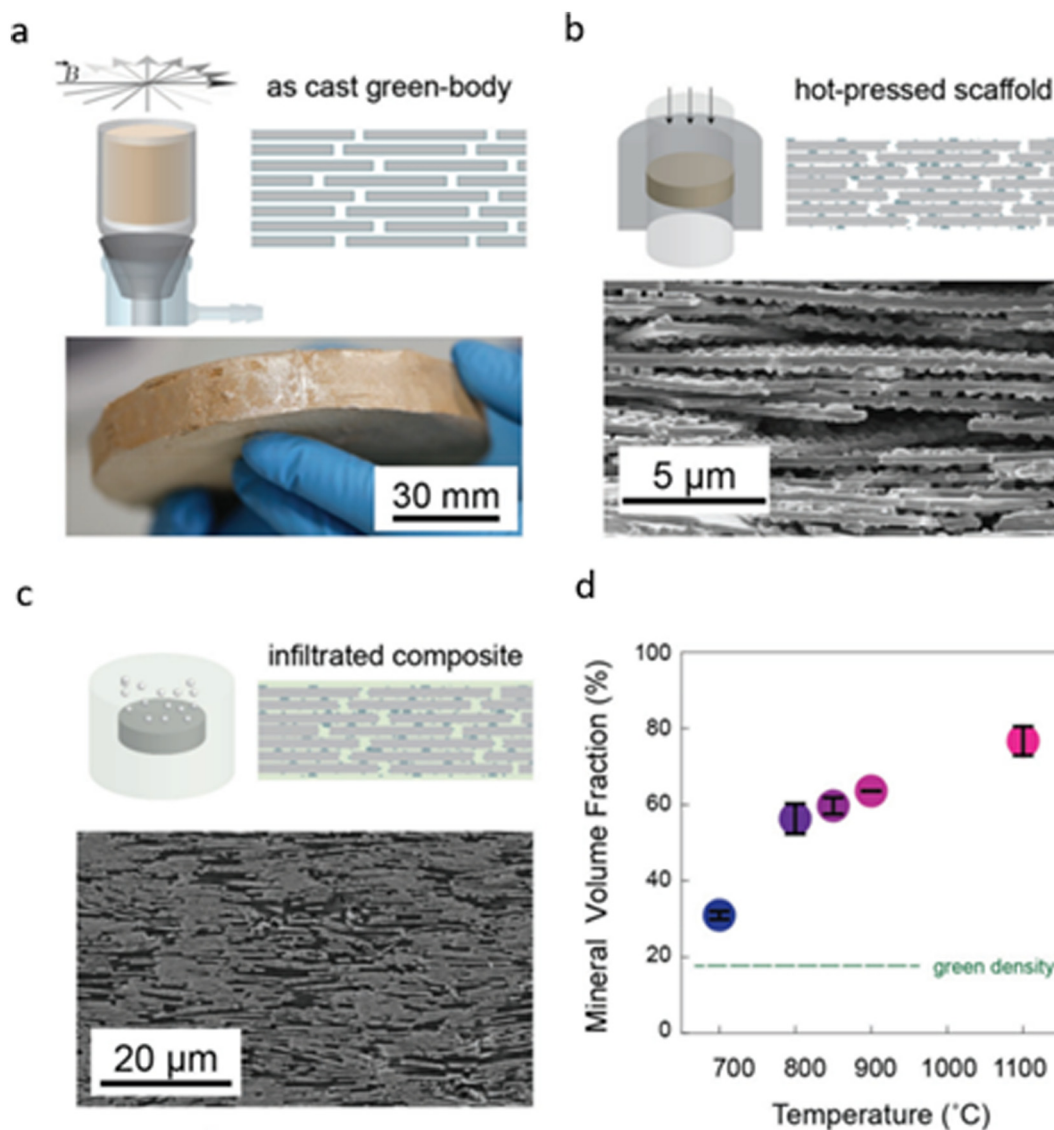 a
B
as cast green-body
30 mm
b
hot-pressed scaffold
5 µm
c
infiltrated composite
20 µm
d
Mineral Volume Fraction (%)
100
80
60
40
20
0
green density
700 800 900 1000 1100
Temperature (˚C)